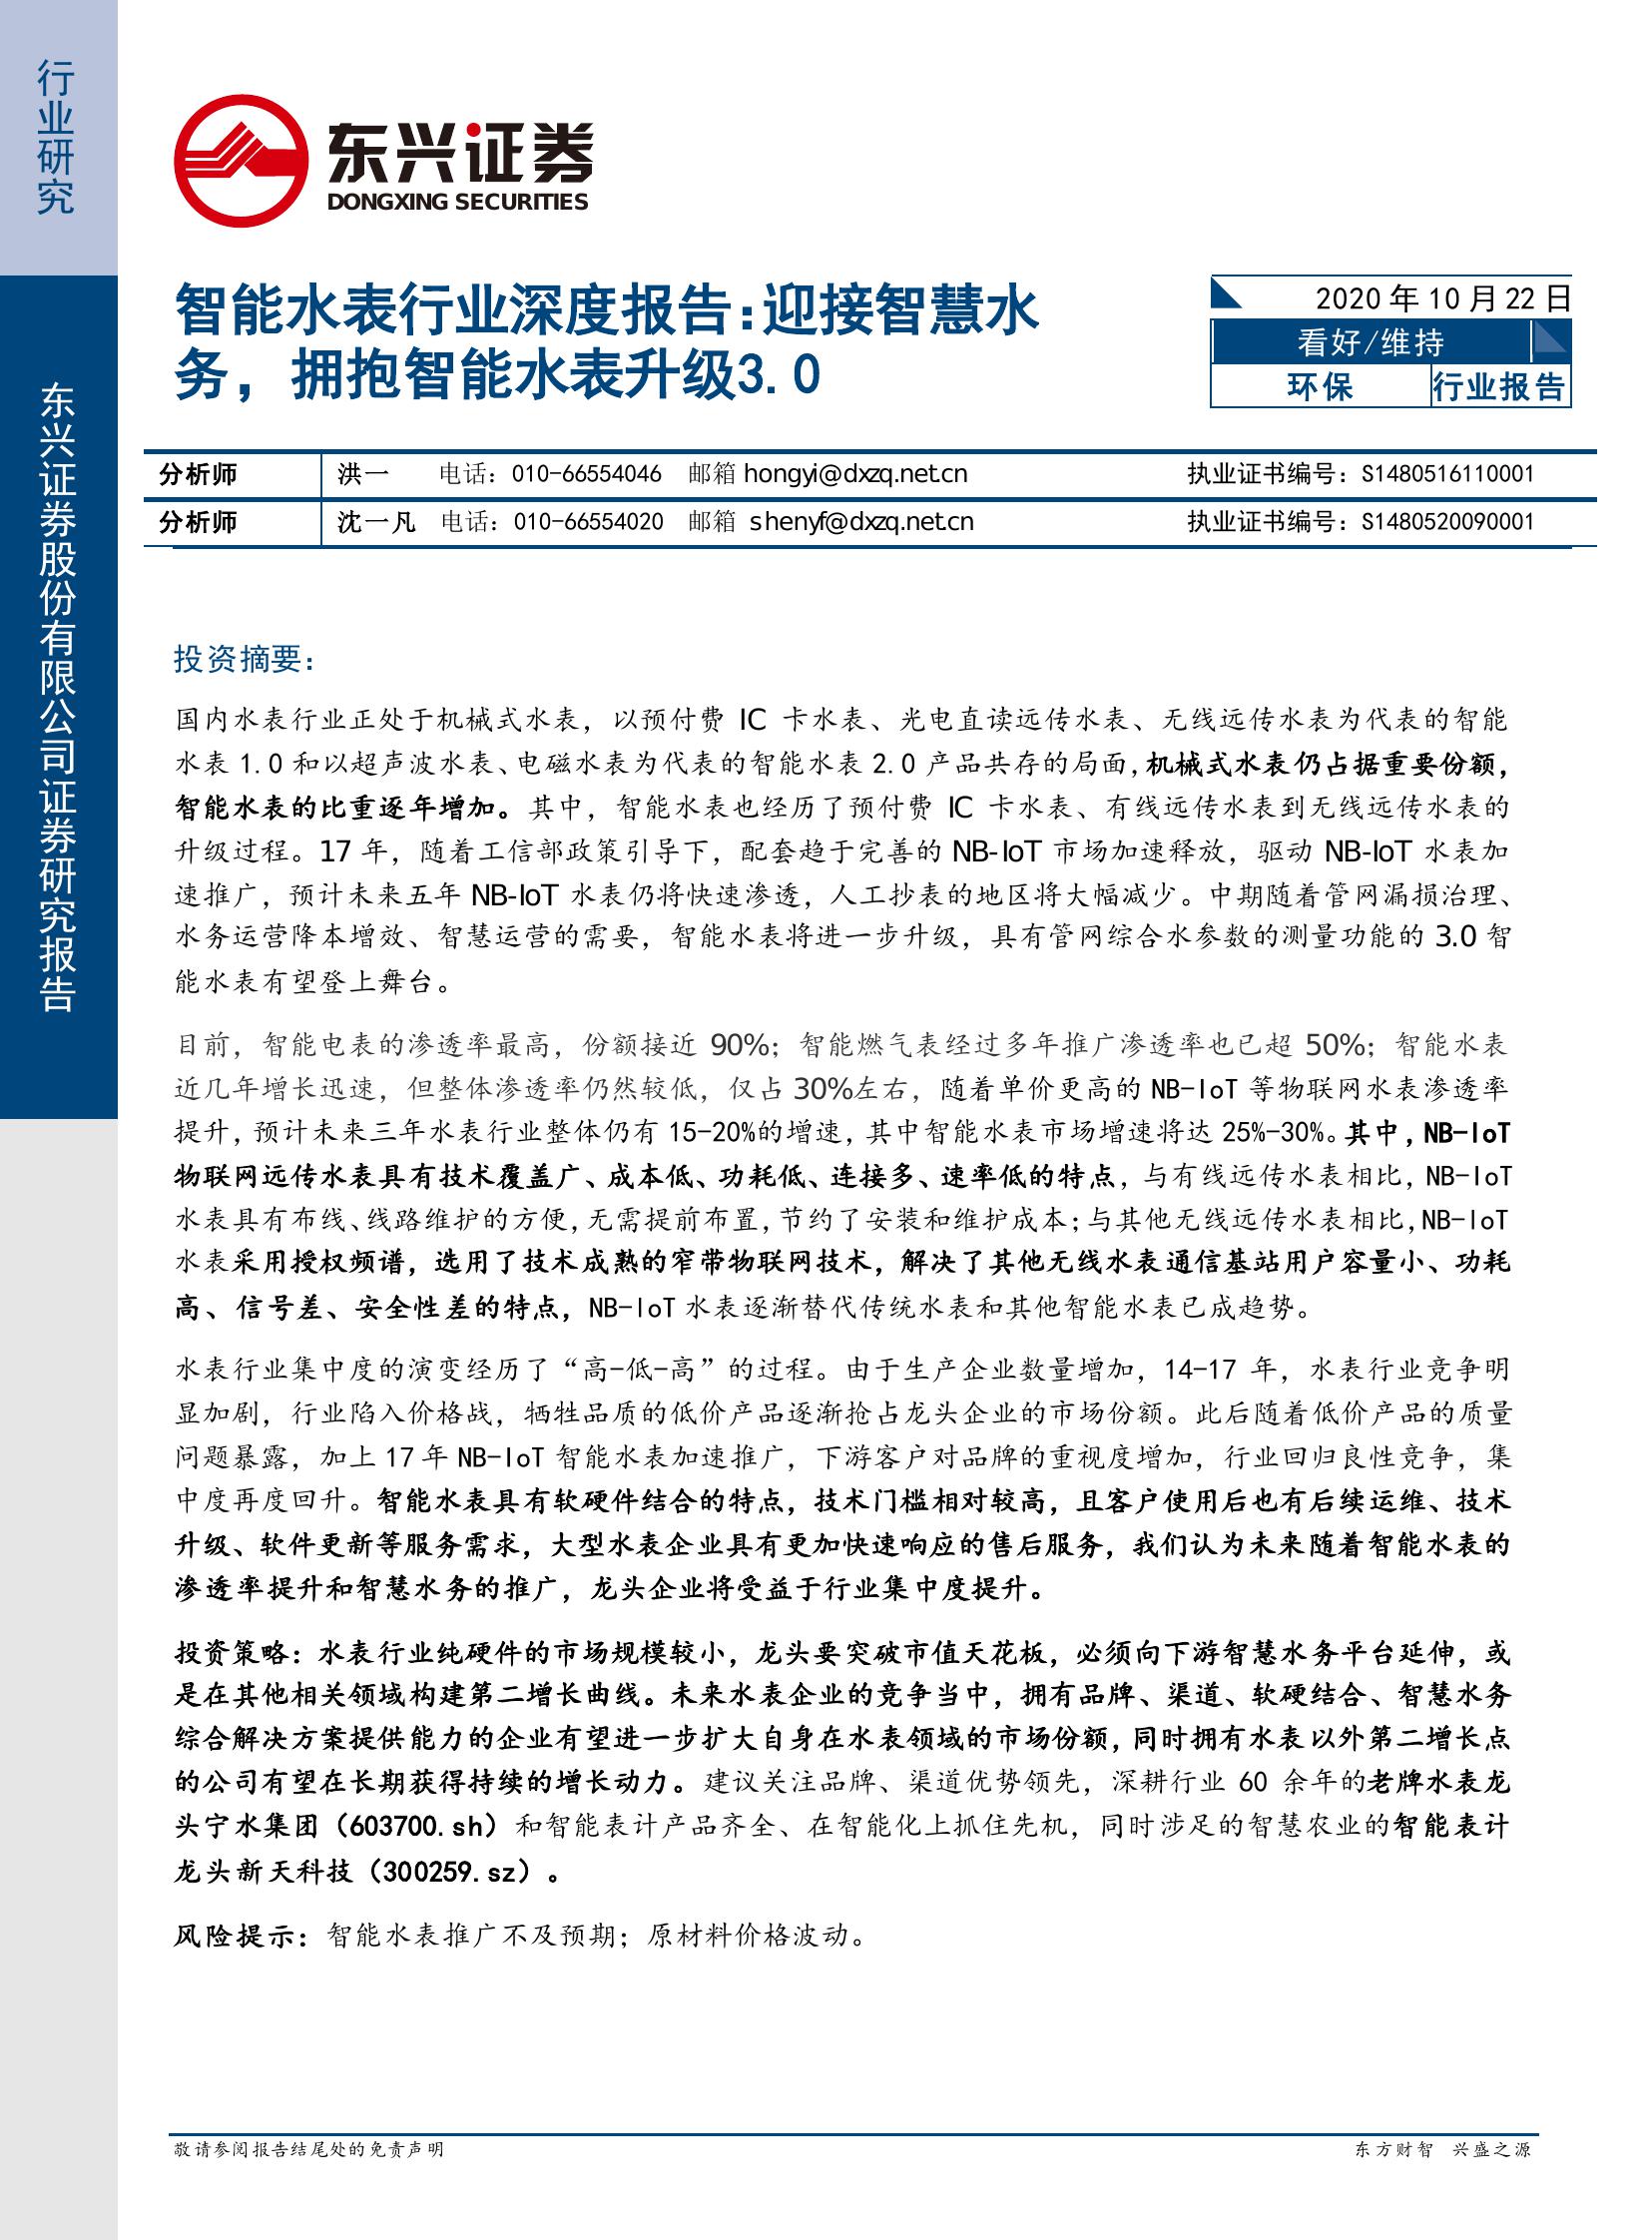 行业研究
东兴证券股份有限公司证券研究报告
东兴证券
DONGXING SECURITIES
智能水表行业深度报告:迎接智慧水
务，拥抱智能水表升级3.0
2020 年 10 月 22 日
看好/维持
环保 行业报告
分析师 洪一 电话：010-66554046 邮箱 hongyi@dxzq.net.cn 执业证书编号：S1480516110001
分析师 沈一凡 电话：010-66554020 邮箱 shenyf@dxzq.net.cn 执业证书编号：S1480520090001
投资摘要：
国内水表行业正处于机械式水表，以预付费 IC 卡水表、光电直读远传水表、无线远传水表为代表的智能
水表 1.0 和以超声波水表、电磁水表为代表的智能水表 2.0 产品共存的局面，机械式水表仍占据重要份额，
智能水表的比重逐年增加。其中，智能水表也经历了预付费 IC 卡水表、有线远传水表到无线远传水表的
升级过程。17 年，随着工信部政策引导下，配套趋于完善的 NB-IoT 市场加速释放，驱动 NB-IoT 水表加
速推广，预计未来五年 NB-IoT 水表仍将快速渗透，人工抄表的地区将大幅减少。中期随着管网漏损治理、
水务运营降本增效、智慧运营的需要，智能水表将进一步升级，具有管网综合水参数的测量功能的 3.0 智
能水表有望登上舞台。
目前，智能电表的渗透率最高，份额接近 90%；智能燃气表经过多年推广渗透率也已超 50%；智能水表
近几年增长迅速，但整体渗透率仍然较低，仅占 30%左右，随着单价更高的 NB-IoT 等物联网水表渗透率
提升，预计未来三年水表行业整体仍有 15-20%的增速，其中智能水表市场增速将达 25%-30%。其中，NB-IoT
物联网远传水表具有技术覆盖广、成本低、功耗低、连接多、速率低的特点，与有线远传水表相比，NB-IoT
水表具有布线、线路维护的方便，无需提前布置，节约了安装和维护成本；与其他无线远传水表相比，NB-IoT
水表采用授权频谱，选用了技术成熟的窄带物联网技术，解决了其他无线水表通信基站用户容量小、功耗
高、信号差、安全性差的特点，NB-IoT 水表逐渐替代传统水表和其他智能水表已成趋势。
水表行业集中度的演变经历了“高-低-高”的过程。由于生产企业数量增加，14-17 年，水表行业竞争明
显加剧，行业陷入价格战，牺牲品质的低价产品逐渐抢占龙头企业的市场份额。此后随着低价产品的质量
问题暴露，加上 17 年 NB-IoT 智能水表加速推广，下游客户对品牌的重视度增加，行业回归良性竞争，集
中度再度回升。智能水表具有软硬件结合的特点，技术门槛相对较高，且客户使用后也有后续运维、技术
升级、软件更新等服务需求，大型水表企业具有更加快速响应的售后服务，我们认为未来随着智能水表的
渗透率提升和智慧水务的推广，龙头企业将受益于行业集中度提升。
投资策略：水表行业纯硬件的市场规模较小，龙头要突破市值天花板，必须向下游智慧水务平台延伸，或
是在其他相关领域构建第二增长曲线。未来水表企业的竞争当中，拥有品牌、渠道、软硬结合、智慧水务
综合解决方案提供能力的企业有望进一步扩大自身在水表领域的市场份额，同时拥有水表以外第二增长点
的公司有望在长期获得持续的增长动力。建议关注品牌、渠道优势领先，深耕行业 60 余年的老牌水表龙
头宁水集团（603700.sh）和智能表计产品齐全、在智能化上抓住先机，同时涉足的智慧农业的智能表计
龙头新天科技（300259.sz）。
风险提示：智能水表推广不及预期；原材料价格波动。
敬请参阅报告结尾处的免责声明
东方财智 兴盛之源